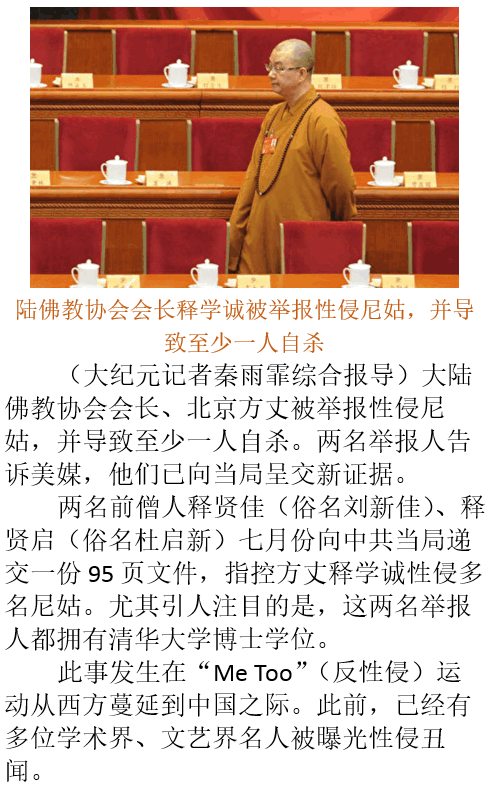 陆佛教协会会长释学诚被举报性侵尼姑，并导
致至少一人自杀
（大纪元记者秦雨霏综合报导）大陆
佛教协会会长、北京方丈被举报性侵尼
姑，并导致至少一人自杀。两名举报人告
诉美媒，他们已向当局呈交新证据。
两名前僧人释贤佳（俗名刘新佳）、释
贤启（俗名杜启新）七月份向中共当局递
交一份 95 页文件，指控方丈释学诚性侵多
名尼姑。尤其引人注目的是，这两名举报
人都拥有清华大学博士学位。
此事发生在“Me Too”（反性侵）运
动从西方蔓延到中国之际。此前，已经有
多位学术界、文艺界名人被曝光性侵丑
闻。